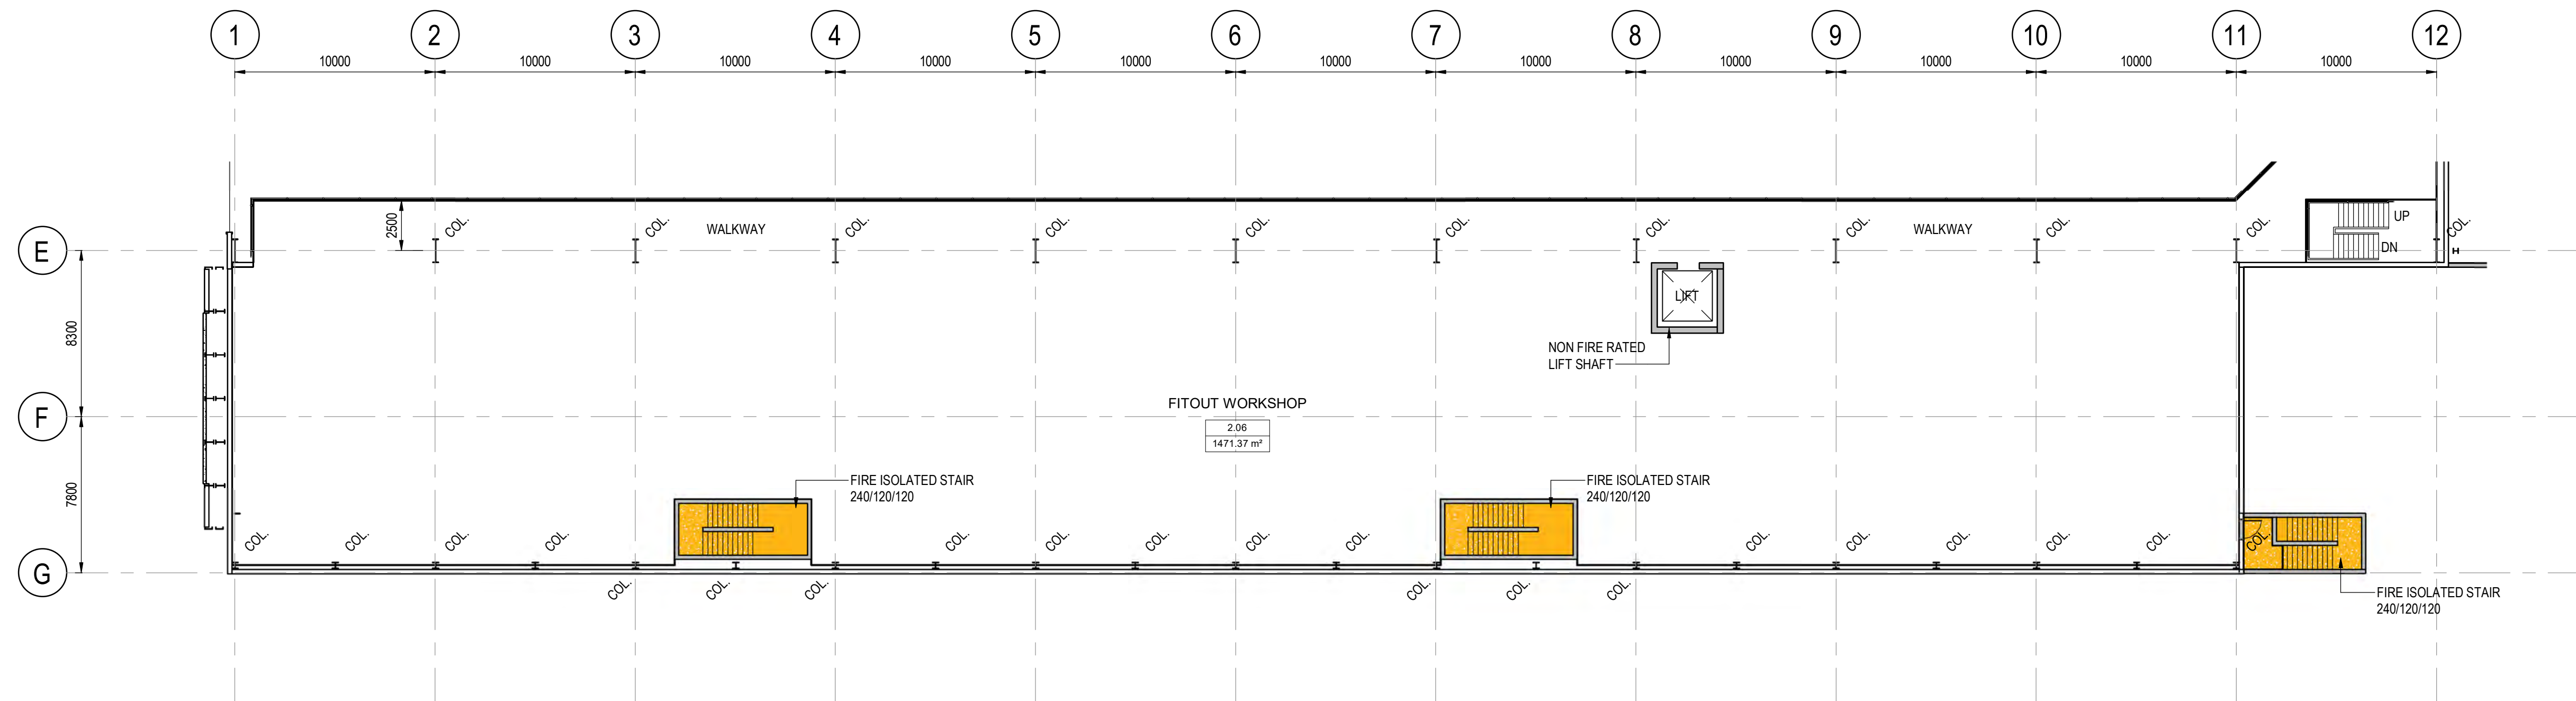 1 2 3 4 5 6 7 8 9 10 11 12
10000 10000 10000 10000 10000 10000 10000 10000 10000 10000 10000
UP
COL. COL. COL. COL. COL. COL. COL. COL. COL. COL. COL.
2500
WALKWAY WALKWAY
E
DN
LIFT
8300
NON FIRE RATED
LIFT SHAFT
FITOUT WORKSHOP
F
2.06
1471.37 m²
FIRE ISOLATED STAIR
240/120/120
FIRE ISOLATED STAIR
240/120/120
7800
COL. COL. COL. COL. COL. COL. COL. COL. COL. COL. COL. COL. COL. COL. COL.
G
COL. COL. COL. COL. COL. COL.
FIRE ISOLATED STAIR
240/120/120